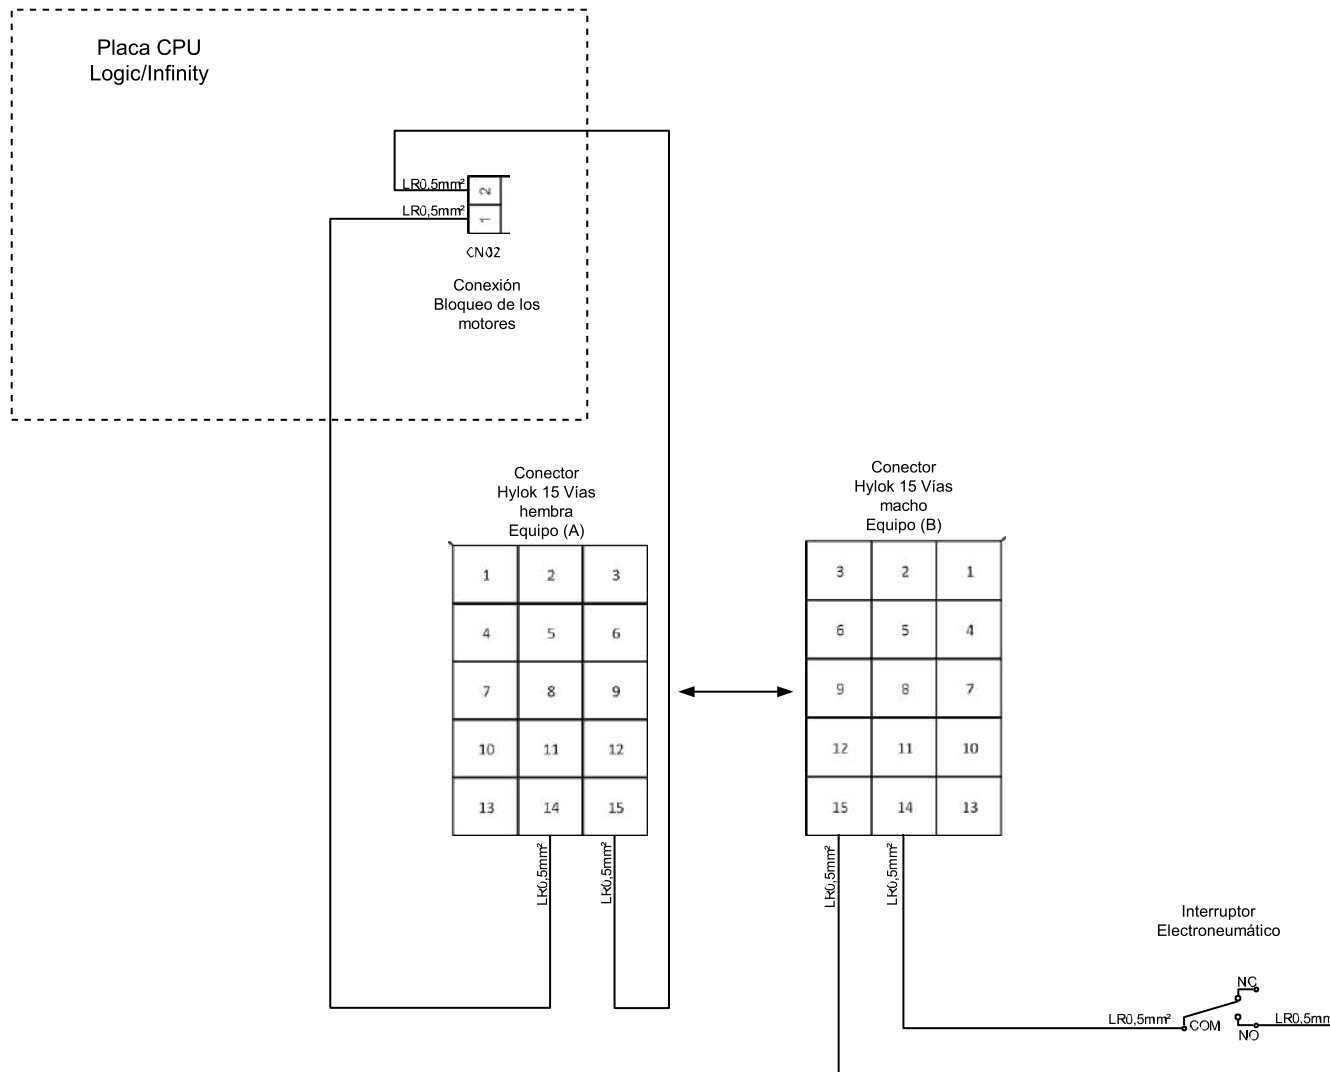 Placa CPU
Logic/Infinity
LR0.5mm²
2
LR0,5mm²
1
CN02
Conexión
Bloqueo de los
motores
Conector
Hylok 15 Vías
hembra
Equipo (A)
1 2 3
4 5 6
7 8 9
10 11 12
13 14 15
LR0,5mm²
LR0,5mm²
Conector
Hylok 15 Vías
macho
Equipo (B)
3 2 1
6 5 4
9 8 7
12 11 10
15 14 13
LR0,5mm²
LR0,5mm²
Interruptor
Electroneumático
NC
LR0,5mm²
COM
NO
LR0,5mm